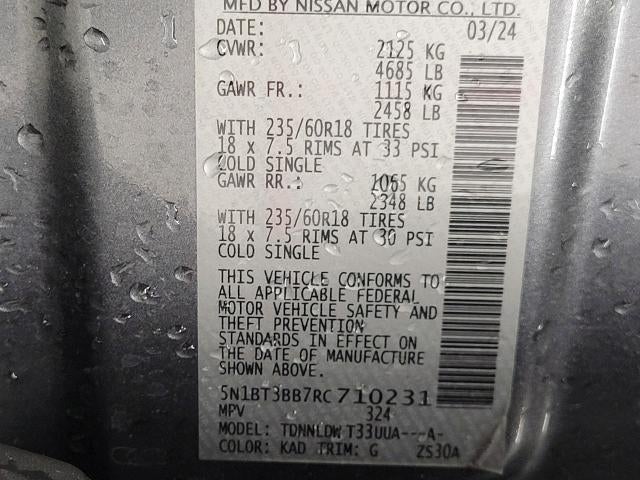 MFD BY NISSAN MOTOR CO., LTD.
DATE: 03/24
CVWR: 2125 KG
4685 LB
GAWR FR.: 1115 KG
2458 LB
WITH 235/60R18 TIRES
18 x 7.5 RIMS AT 33 PSI
COLD SINGLE
GAWR RR.: 1065 KG
2348 LB
WITH 235/60R18 TIRES
18 x 7.5 RIMS AT 30 PSI
COLD SINGLE
THIS VEHICLE CONFORMS TO
ALL APPLICABLE FEDERAL
MOTOR VEHICLE SAFETY AND
THEFT PREVENTION
STANDARDS IN EFFECT ON
THE DATE OF MANUFACTURE
SHOWN ABOVE.
5N1BT3BB7RC710231
MPV 324
MODEL: TDNNLDW T33UUA---A-
COLOR: KAD TRIM: G ZS30A